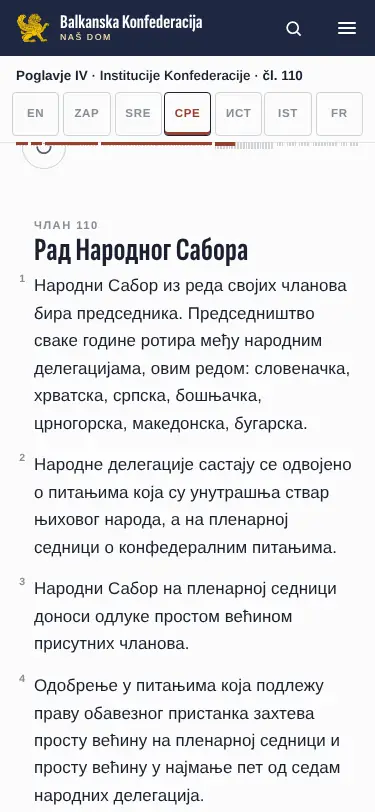 Balkanska Konfederacija
NAŠ DOM
Poglavje IV · Institucije Konfederacije · čl. 110
EN ZAP SRE СРЕ ИСТ IST FR
ЧЛАН 110
Рад Народног Сабора
1 Народни Сабор из реда својих чланова
бира председника. Председништво
сваке године ротира међу народним
делегацијама, овим редом: словеначка,
хрватска, српска, бошњачка,
црногорска, македонска, бугарска.
2 Народне делегације састају се одвојено
о питањима која су унутрашња ствар
њиховог народа, а на пленарној
седници о конфедералним питањима.
3 Народни Сабор на пленарној седници
доноси одлуке простом већином
присутних чланова.
4 Одобрење у питањима која подлежу
праву обавезног пристанка захтева
просту већину на пленарној седници и
просту већину у најмање пет од седам
народних делегација.